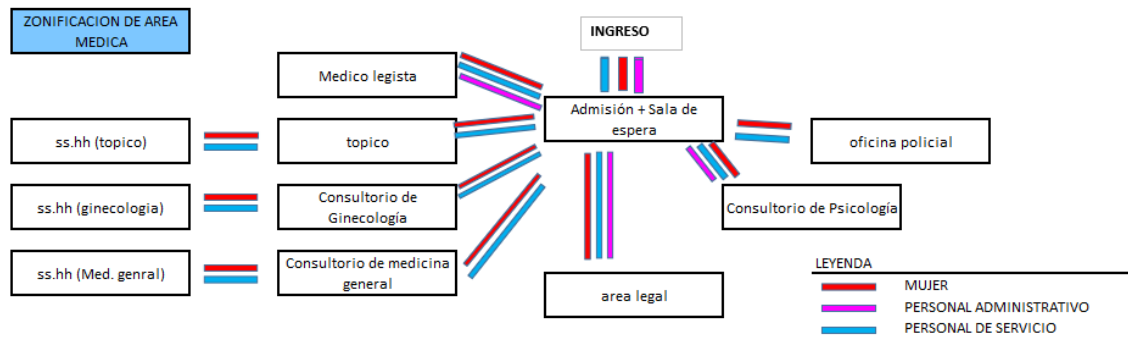 ZONIFICACION DE AREA
MEDICA
INGRESO
Medico legista
Admisión + Sala de
espera
ss.hh (topico)
topico
oficina policial
ss.hh (ginecologia)
Consultorio de
Ginecología
Consultorio de Psicología
ss.hh (Med. genral)
Consultorio de medicina
general
area legal
LEYENDA
MUJER
PERSONAL ADMINISTRATIVO
PERSONAL DE SERVICIO